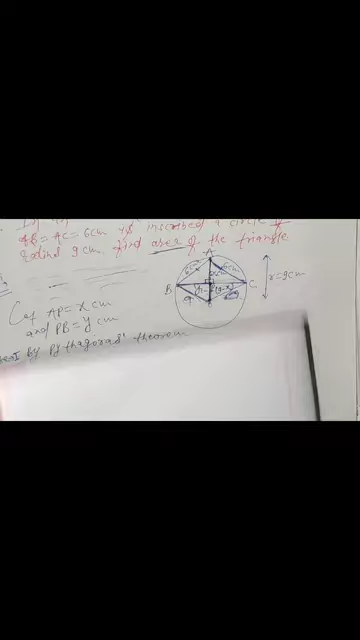 AB = AC = 6cm is inscribed a circle of
radius 9cm. find area of the triangle
A
6cm
6cm
B
C
r=9cm
Let AP = x cm
and PB = y cm
by Pythagoras' theorem